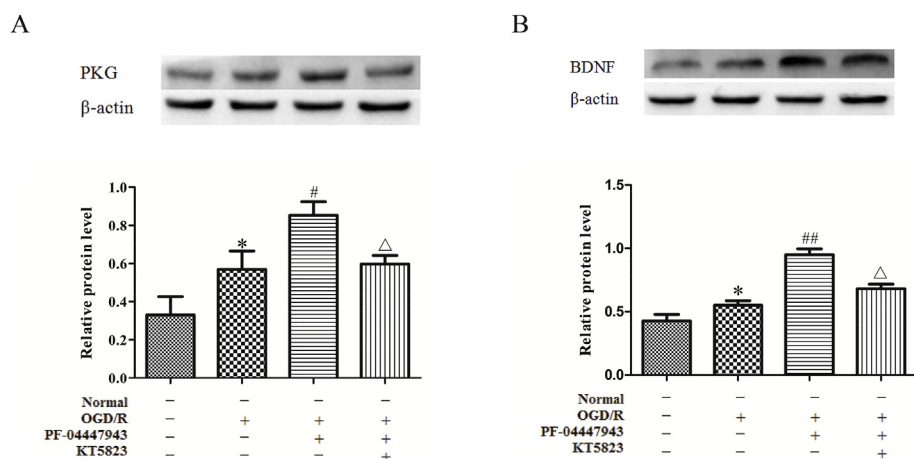 A
PKG
β-actin
Relative protein level
1.0
0.8
0.6
0.4
0.2
0.0
*
#
△
Normal – – – –
OGD/R – + + +
PF-04447943 – – + +
KT5823 – – – +
B
BDNF
β-actin
Relative protein level
1.5
1.0
0.5
0.0
*
##
△
Normal – – – –
OGD/R – + + +
PF-04447943 – – + +
KT5823 – – – +